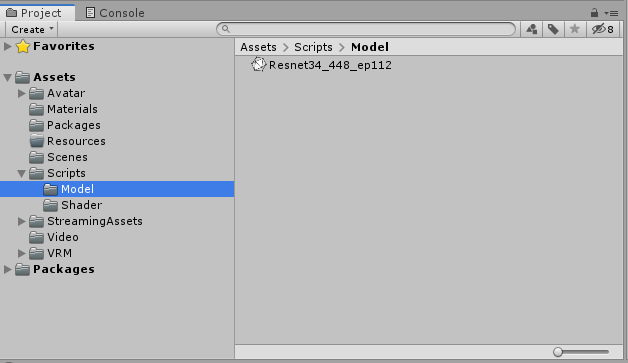 Project
Console
Create
8
Favorites
Assets
Avatar
Materials
Packages
Resources
Scenes
Scripts
Model
Shader
StreamingAssets
Video
VRM
Packages
Assets > Scripts > Model
Resnet34_448_ep112